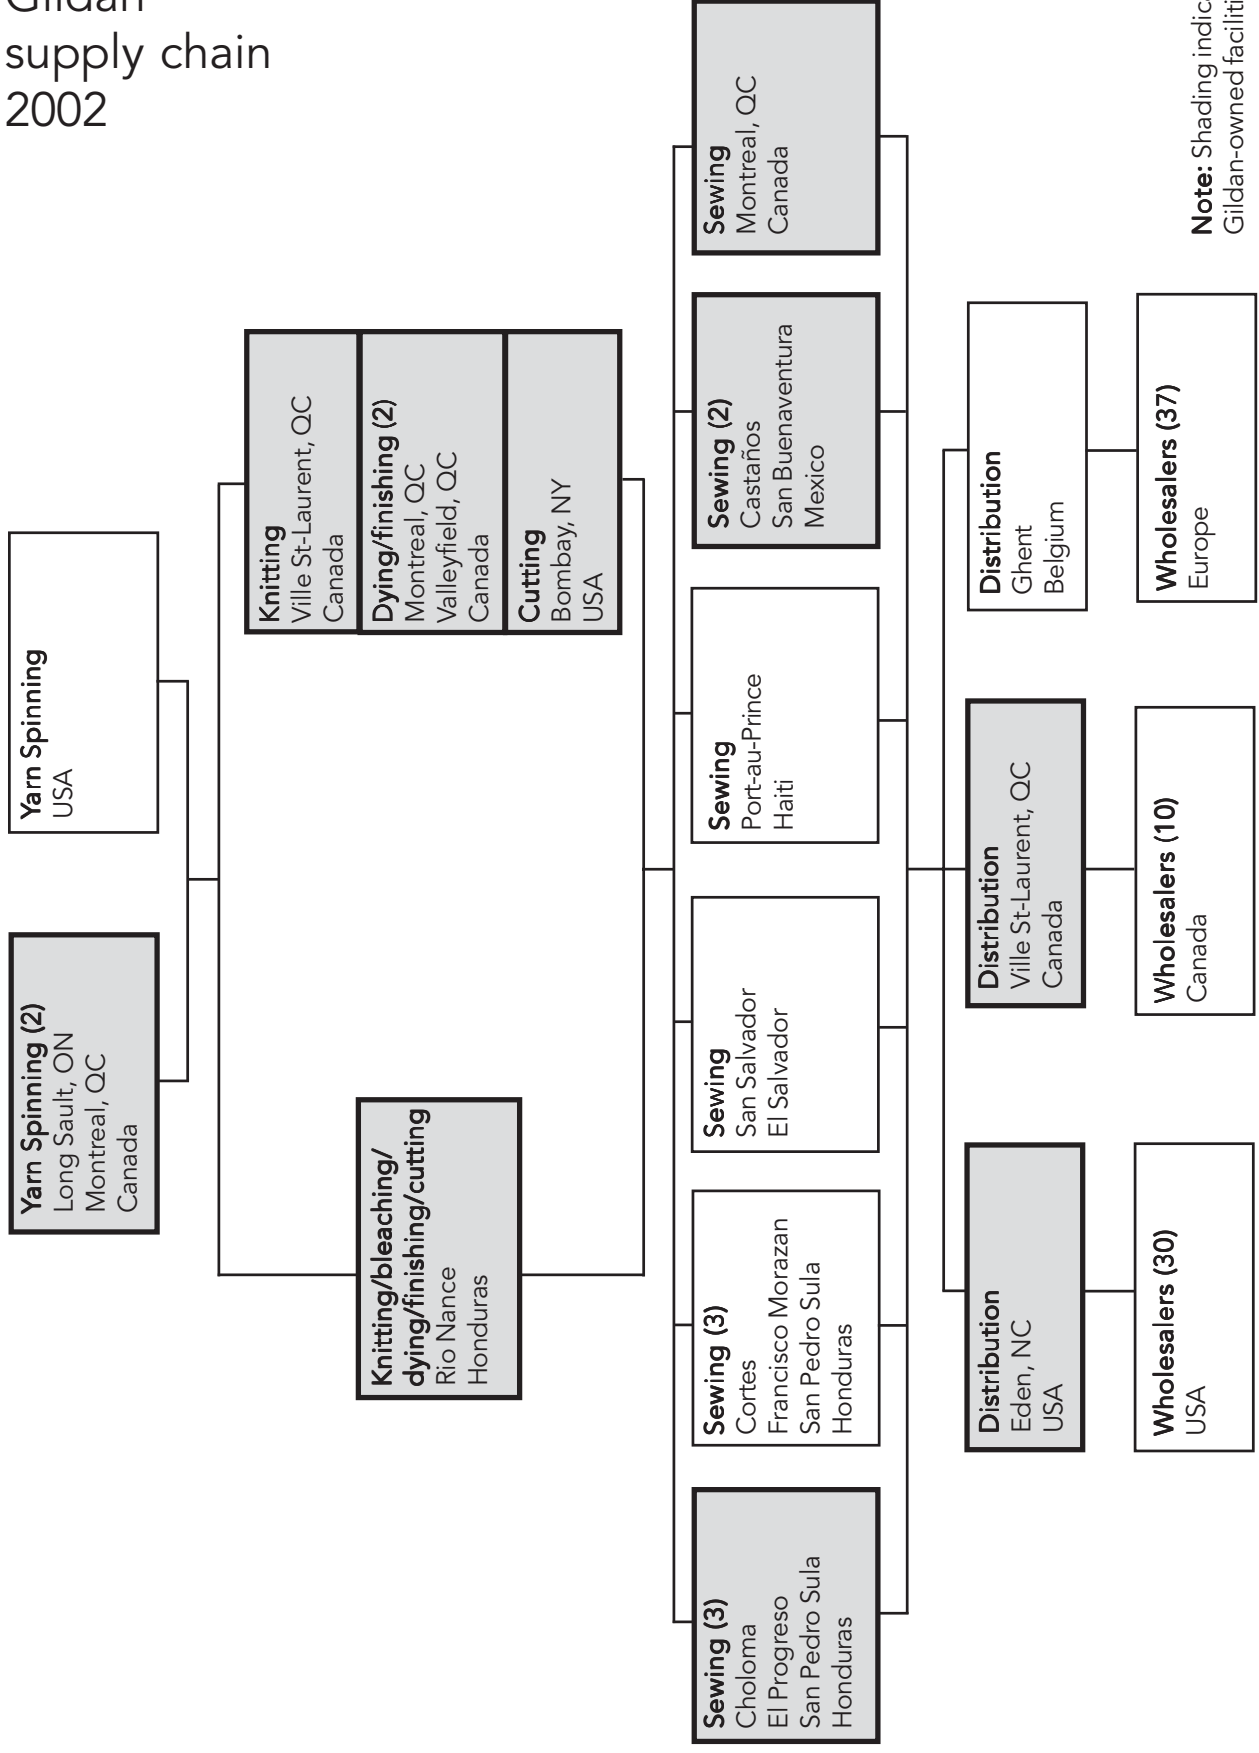 Gildan
supply chain
2002
Yarn Spinning (2)
Long Sault, ON
Montreal, QC
Canada
Yarn Spinning
USA
Knitting/bleaching/
dying/finishing/cutting
Rio Nance
Honduras
Knitting
Ville St-Laurent, QC
Canada
Dying/finishing (2)
Montreal, QC
Valleyfield, QC
Canada
Cutting
Bombay, NY
USA
Sewing (3)
Choloma
El Progreso
San Pedro Sula
Honduras
Sewing (3)
Cortes
Francisco Morazan
San Pedro Sula
Honduras
Sewing
San Salvador
El Salvador
Sewing
Port-au-Prince
Haiti
Sewing (2)
Castaños
San Buenaventura
Mexico
Sewing
Montreal, QC
Canada
Distribution
Eden, NC
USA
Distribution
Ville St-Laurent, QC
Canada
Distribution
Ghent
Belgium
Wholesalers (30)
USA
Wholesalers (10)
Canada
Wholesalers (37)
Europe
Note: Shading
Gildan-owned